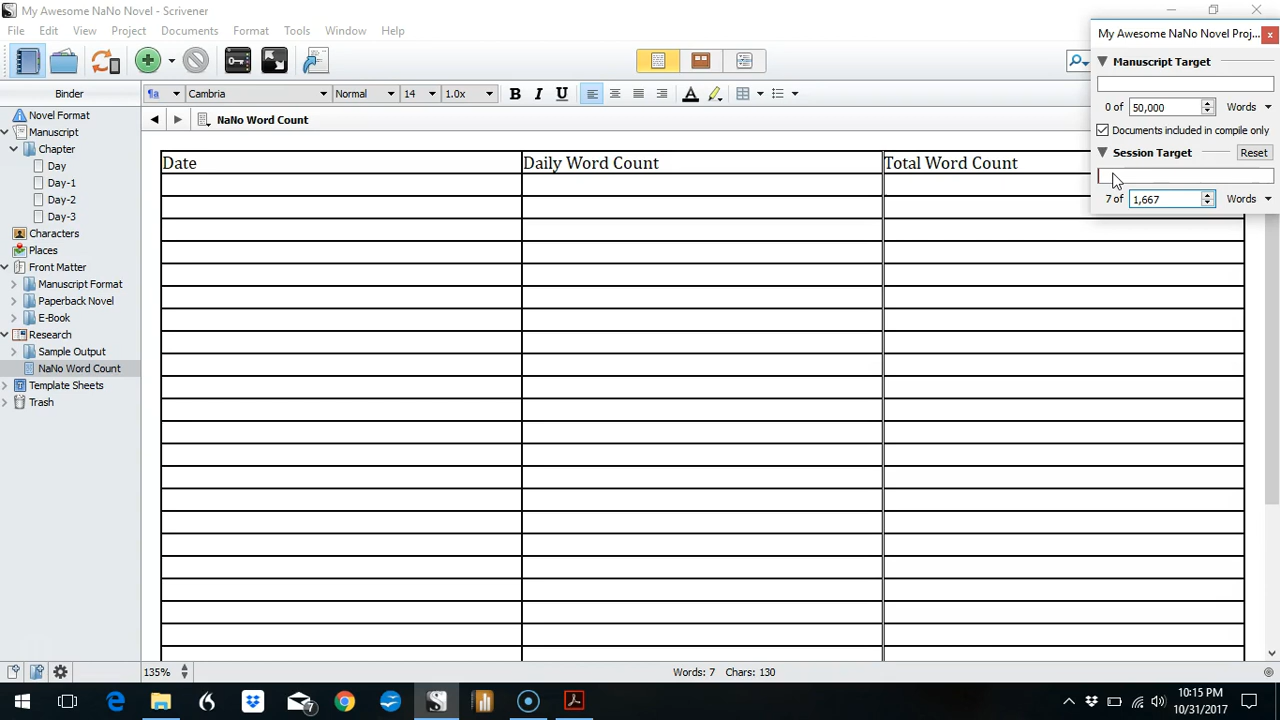 My Awesome NaNo Novel - Scrivener
File Edit View Project Documents Format Tools Window Help
My Awesome NaNo Novel Proj... x
Manuscript Target
0 of 50,000 Words
Documents included in compile only
Session Target Reset
7 of 1,667 Words
Binder
¶a Cambria Normal 14 1.0x B I U A
Novel Format
NaNo Word Count
Manuscript
Chapter
Day
Day-1
Day-2
Day-3
Characters
Places
Front Matter
Manuscript Format
Paperback Novel
E-Book
Research
Sample Output
NaNo Word Count
Template Sheets
Trash
Date Daily Word Count Total Word Count
135% Words: 7 Chars: 130
7
10:15 PM
10/31/2017